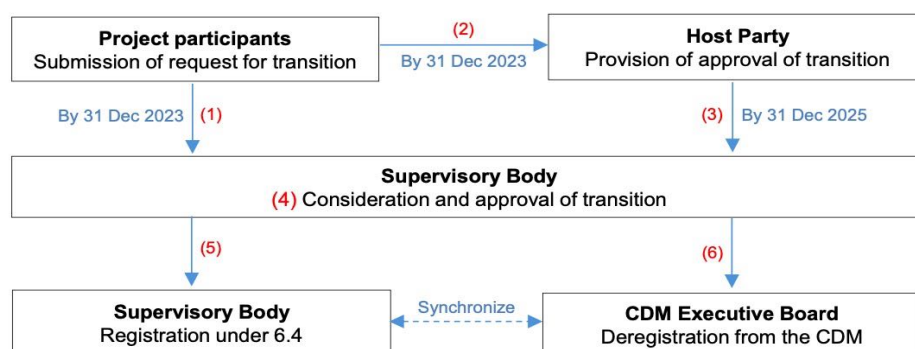 Project participants
Submission of request for transition
(2)
By 31 Dec 2023
Host Party
Provision of approval of transition
By 31 Dec 2023
(1)
(3)
By 31 Dec 2025
Supervisory Body
(4) Consideration and approval of transition
(5)
(6)
Supervisory Body
Registration under 6.4
Synchronize
CDM Executive Board
Deregistration from the CDM